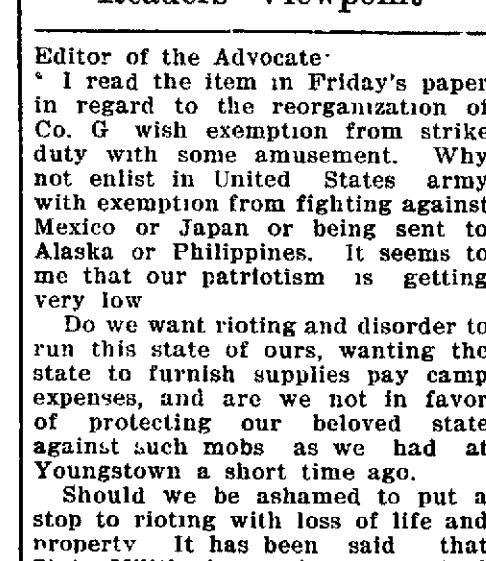 Readers' Viewpoint
Editor of the Advocate
I read the item in Friday's paper
in regard to the reorganization of
Co. G wish exemption from strike
duty with some amusement. Why
not enlist in United States army
with exemption from fighting against
Mexico or Japan or being sent to
Alaska or Philippines. It seems to
me that our patriotism is getting
very low
Do we want rioting and disorder to
run this state of ours, wanting the
state to furnish supplies pay camp
expenses, and are we not in favor
of protecting our beloved state
against such mobs as we had at
Youngstown a short time ago.
Should we be ashamed to put a
stop to rioting with loss of life and
property It has been said that